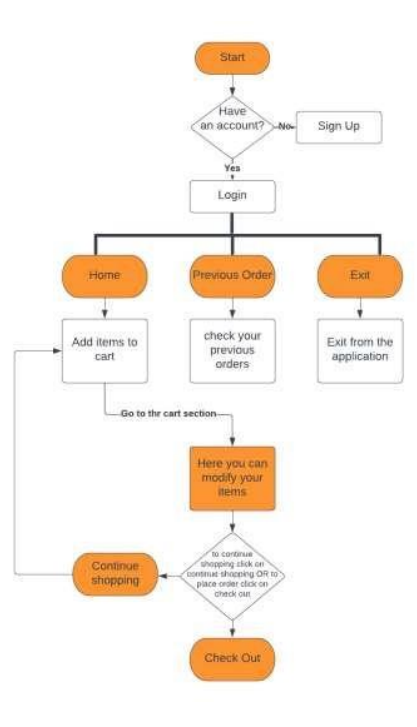 Start
Have
an account?
No
Sign Up
Yes
Login
Home
Previous Order
Exit
Add items to
cart
check your
previous
orders
Exit from the
application
Go to thr cart section
Here you can
modify your
items
to continue
shopping click on
continue shopping OR to
place order click on
check out
Continue
shopping
Check Out